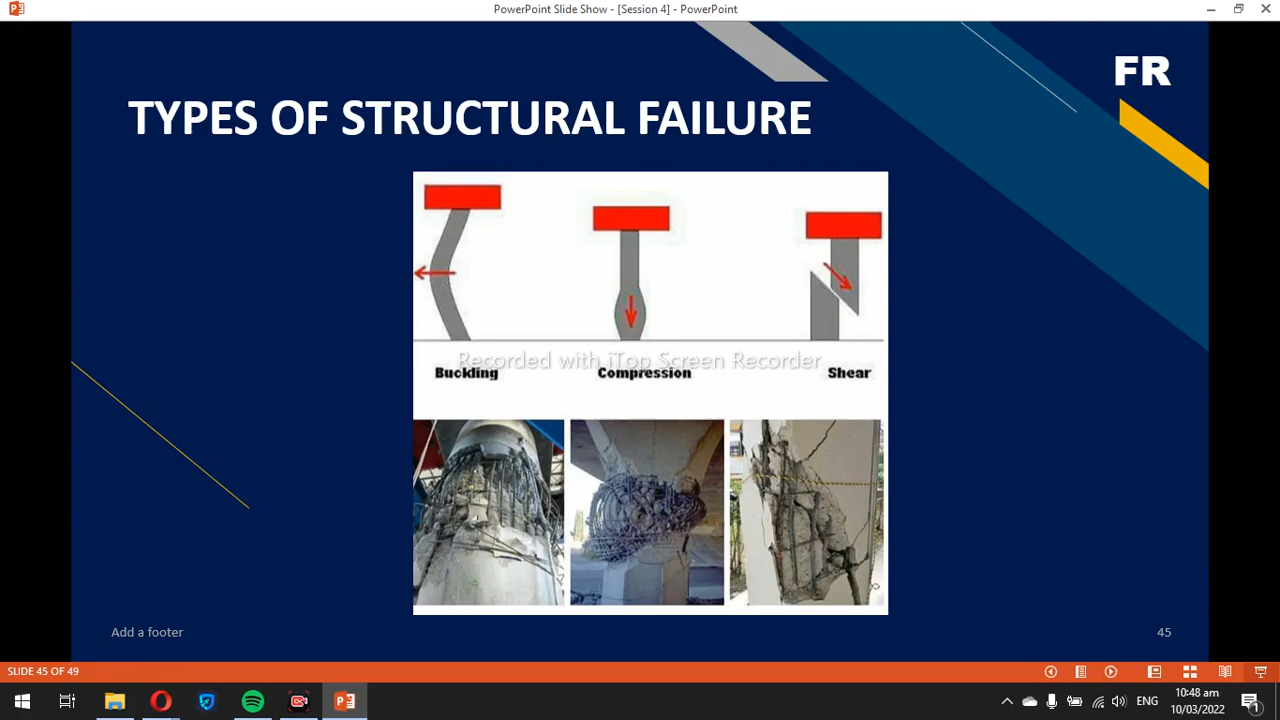 PowerPoint Slide Show - [Session 4] - PowerPoint
FR
TYPES OF STRUCTURAL FAILURE
Recorded with iTop Screen Recorder
Buckling Compression Shear
Add a footer
45
SLIDE 45 OF 49
ENG
10:48 am
10/03/2022
1